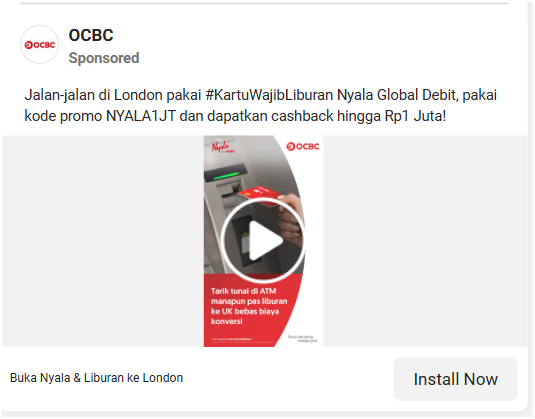 OCBC
OCBC
Sponsored
Jalan-jalan di London pakai #KartuWajibLiburan Nyala Global Debit, pakai
kode promo NYALA1JT dan dapatkan cashback hingga Rp1 Juta!
Nyala
OCBC
Tarik tunai di ATM
manapun pas liburan
ke UK bebas biaya
konversi
Buka Nyala & Liburan ke London
Install Now